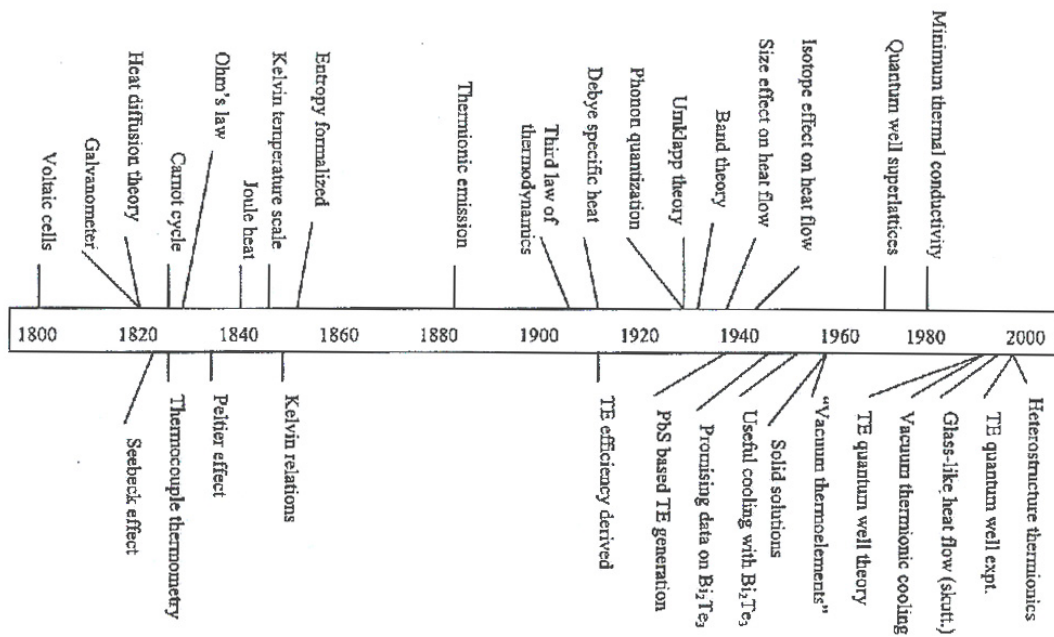 Voltaic cells
Galvanometer
Heat diffusion theory
Carnot cycle
Ohm's law
Joule heat
Kelvin temperature scale
Entropy formalized
Thermionic emission
Third law of
thermodynamics
Debye specific heat
Phonon quantization
Umklapp theory
Band theory
Size effect on heat flow
Isotope effect on heat flow
Quantum well superlattices
Minimum thermal conductivity
1800
1820
1840
1860
1880
1900
1920
1940
1960
1980
2000
Seebeck effect
Thermocouple thermometry
Peltier effect
Kelvin relations
TE efficiency derived
PbS based TE generation
Promising data on Bi₂Te₃
Useful cooling with Bi₂Te₃
Solid solutions
"Vacuum thermoelements"
TE quantum well theory
Vacuum thermionic cooling
Glass-like heat flow (skutt.)
TE quantum well expt.
Heterostructure thermionics